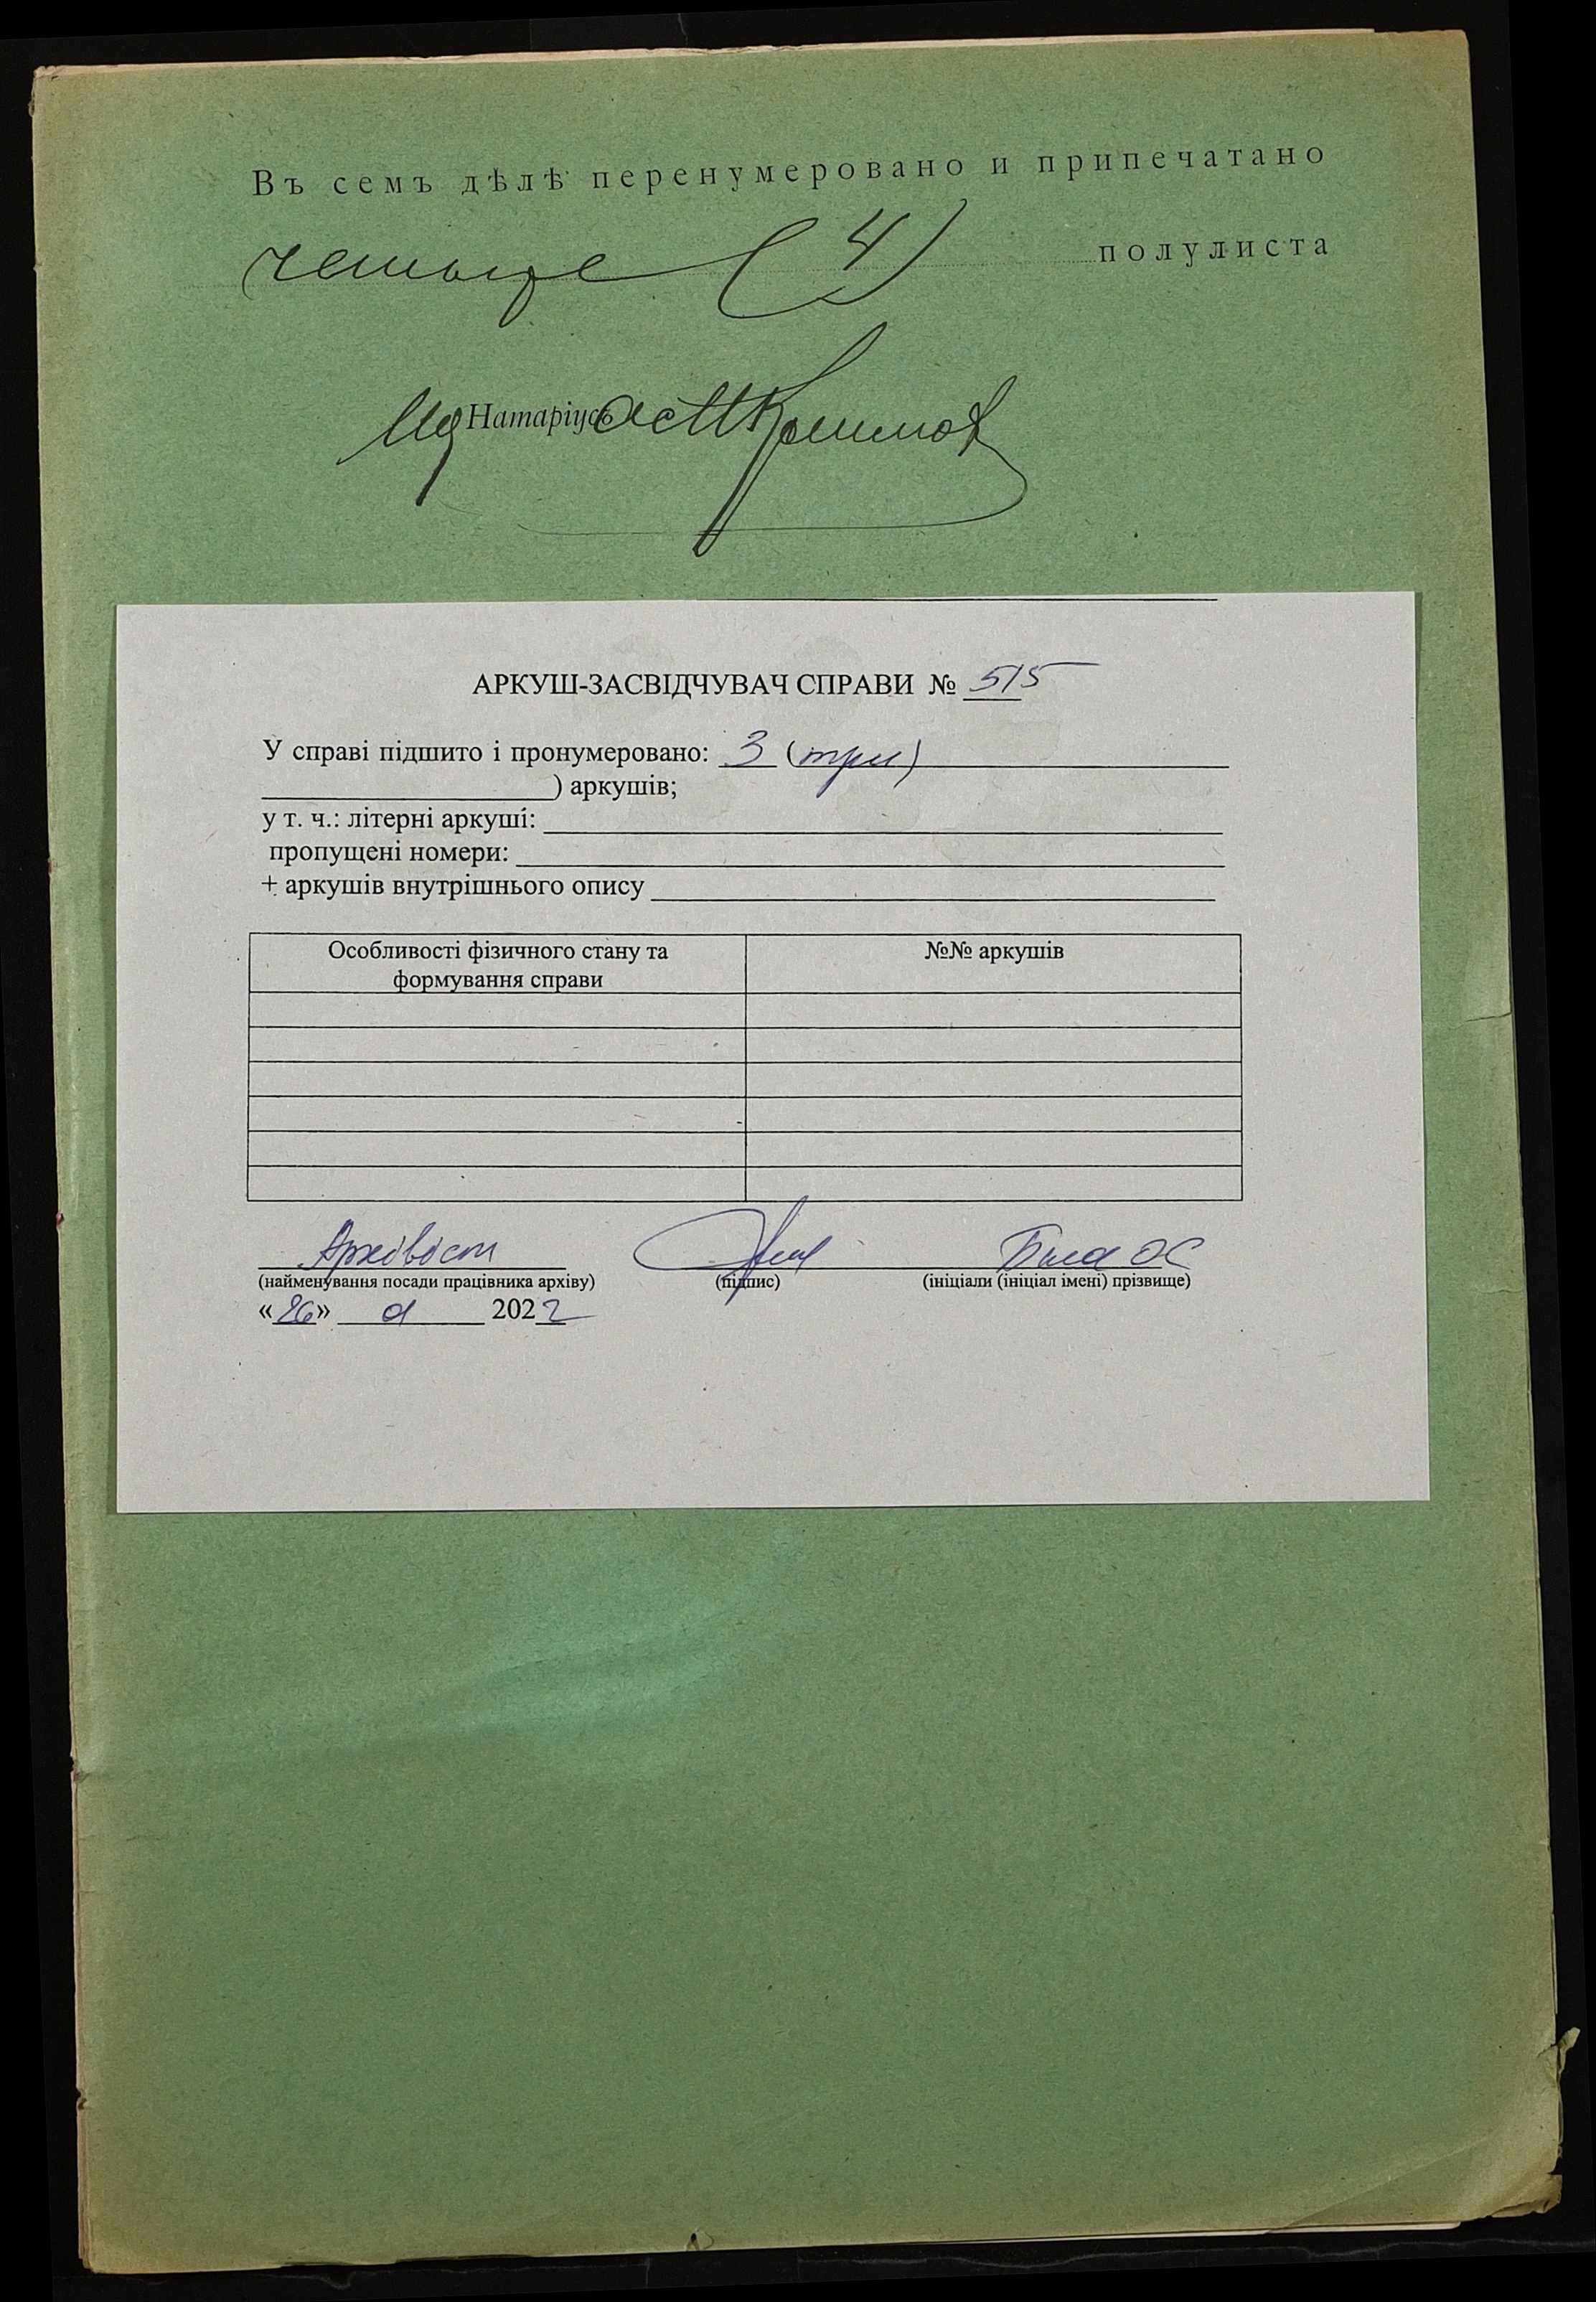 Въ семъ дѣлѣ перенумеровано и припечатано
четыре (4) полулиста
Нотаріусъ
АРКУШ-ЗАСВІДЧУВАЧ СПРАВИ № 515
У справі підшито і пронумеровано: 3 (три)
) аркушів;
у т. ч.: літерні аркуші:
пропущені номери:
+ аркушів внутрішнього опису
Особливості фізичного стану та формування справи
№№ аркушів
Архівіст
(найменування посади працівника архіву) (підпис) (ініціали (ініціал імені) прізвище)
«26» 2022